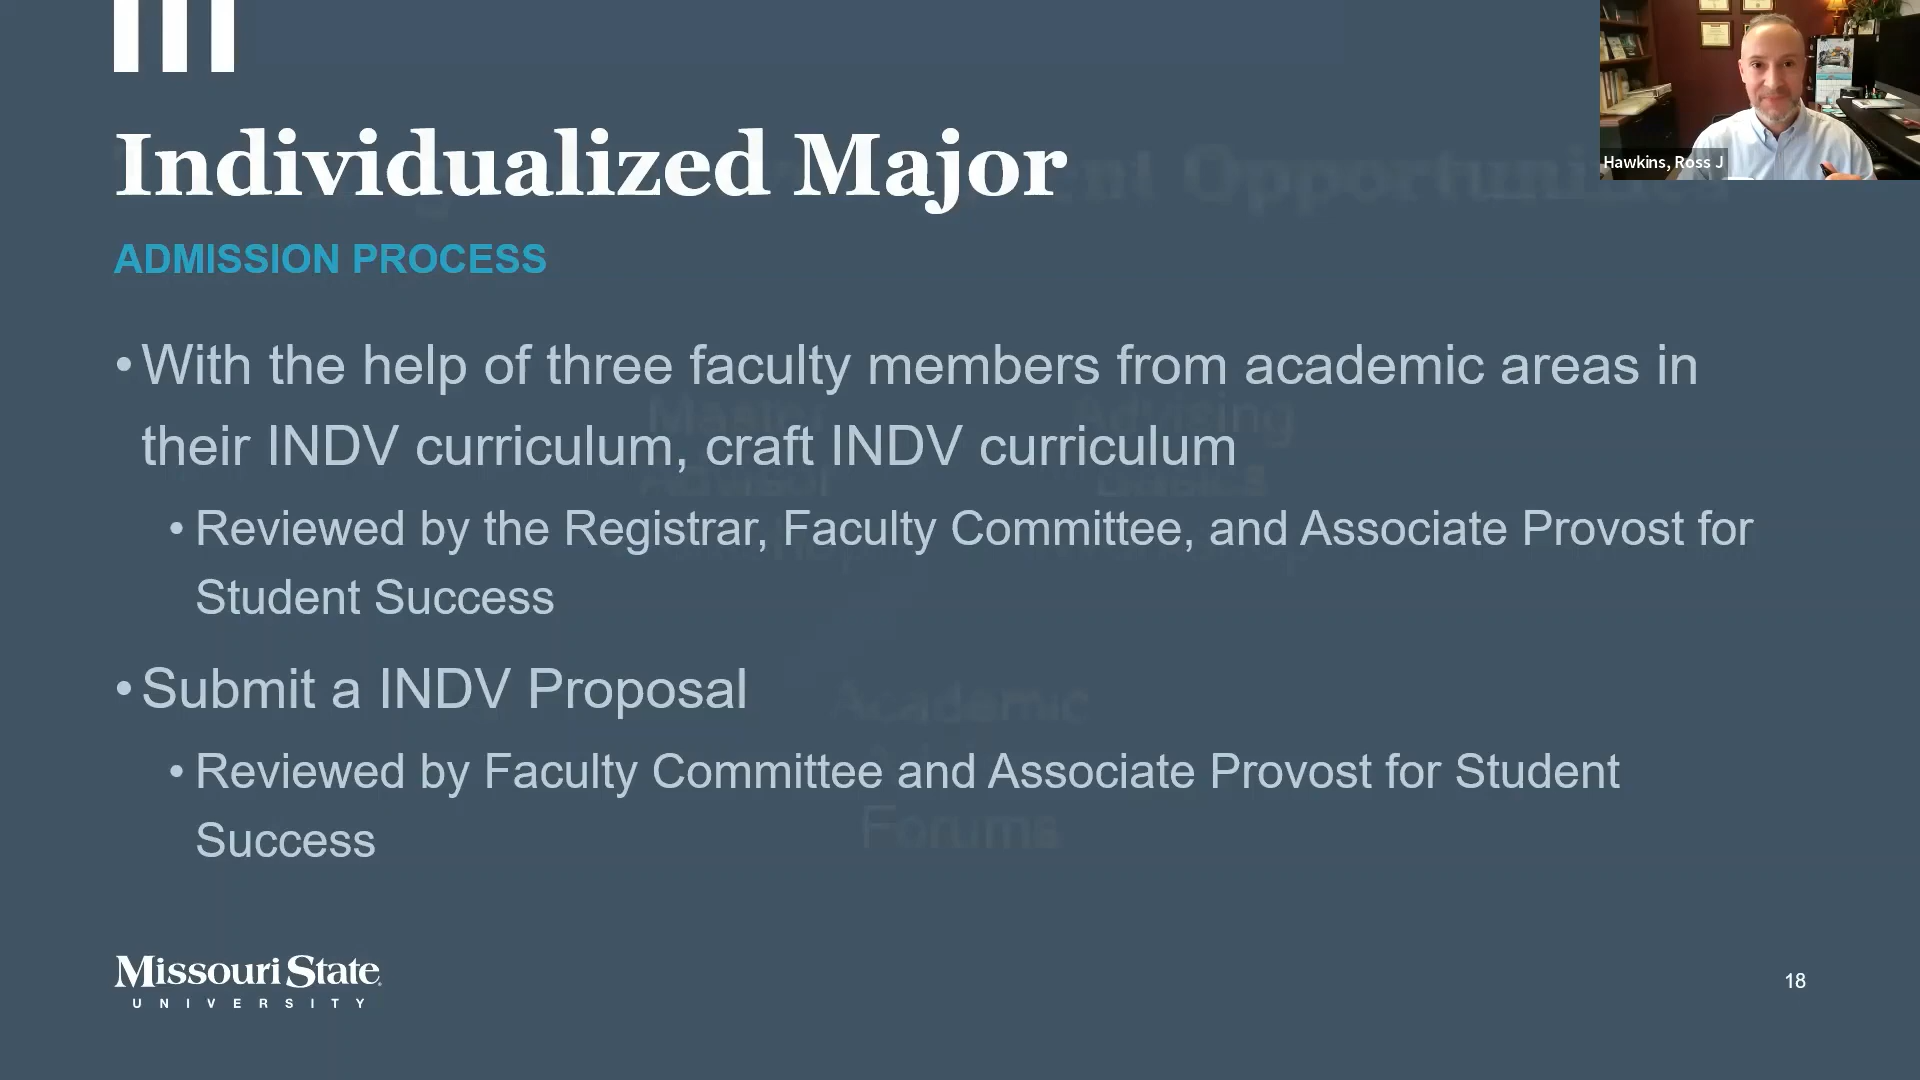 Individualized Major
Hawkins, Ross J
ADMISSION PROCESS
• With the help of three faculty members from academic areas in
their INDV curriculum, craft INDV curriculum
• Reviewed by the Registrar, Faculty Committee, and Associate Provost for
Student Success
• Submit a INDV Proposal
• Reviewed by Faculty Committee and Associate Provost for Student
Success
Missouri State
UNIVERSITY
18